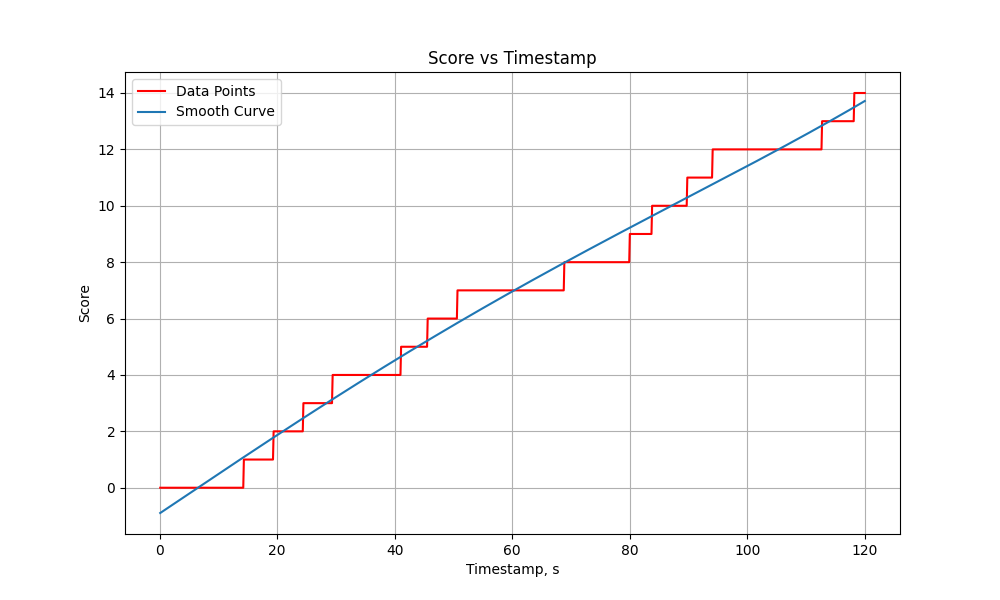 Score vs Timestamp
Data Points
Smooth Curve
Score
14
12
10
8
6
4
2
0
0 20 40 60 80 100 120
Timestamp, s